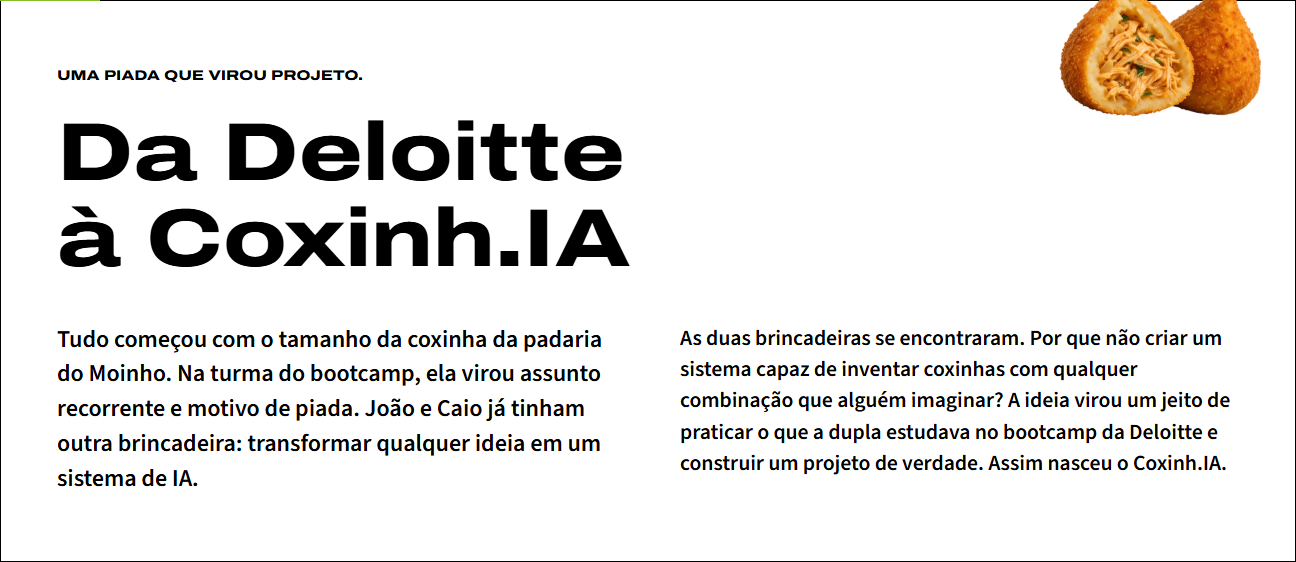 UMA PIADA QUE VIROU PROJETO.
Da Deloitte
à Coxinh.IA
Tudo começou com o tamanho da coxinha da padaria
do Moinho. Na turma do bootcamp, ela virou assunto
recorrente e motivo de piada. João e Caio já tinham
outra brincadeira: transformar qualquer ideia em um
sistema de IA.
As duas brincadeiras se encontraram. Por que não criar um
sistema capaz de inventar coxinhas com qualquer
combinação que alguém imaginar? A ideia virou um jeito de
praticar o que a dupla estudava no bootcamp da Deloitte e
construir um projeto de verdade. Assim nasceu o Coxinh.IA.